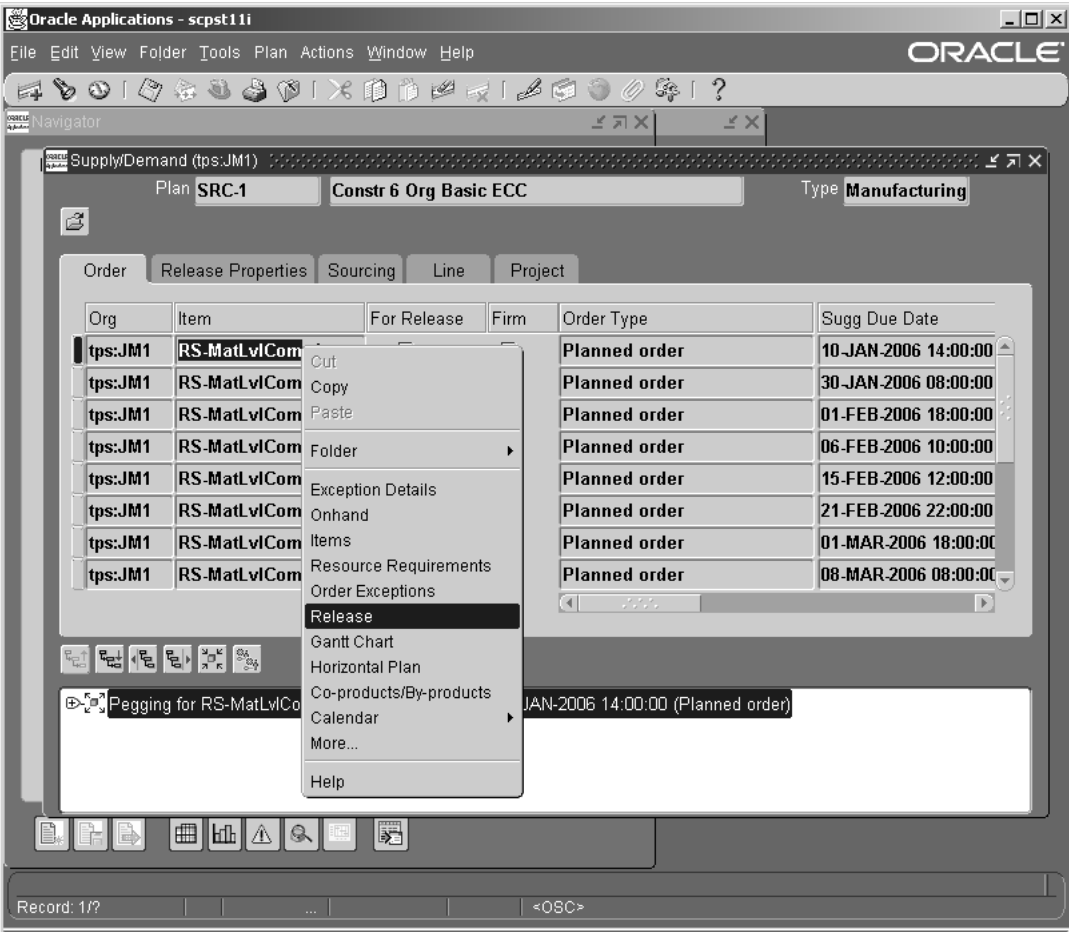 Oracle Applications - scpst11i
File Edit View Folder Tools Plan Actions Window Help
ORACLE
Navigator
Supply/Demand (tps:JM1)
Plan SRC-1 Constr 6 Org Basic ECC Type Manufacturing
Order Release Properties Sourcing Line Project
Org Item For Release Firm Order Type Sugg Due Date
tps:JM1 RS-MatLvlCom Planned order 10-JAN-2006 14:00:00
tps:JM1 RS-MatLvlCom Planned order 30-JAN-2006 08:00:00
tps:JM1 RS-MatLvlCom Planned order 01-FEB-2006 18:00:00
tps:JM1 RS-MatLvlCom Planned order 06-FEB-2006 10:00:00
tps:JM1 RS-MatLvlCom Planned order 15-FEB-2006 12:00:00
tps:JM1 RS-MatLvlCom Planned order 21-FEB-2006 22:00:00
tps:JM1 RS-MatLvlCom Planned order 01-MAR-2006 18:00:00
tps:JM1 RS-MatLvlCom Planned order 08-MAR-2006 08:00:00
Cut
Copy
Paste
Folder
Exception Details
Onhand
Items
Resource Requirements
Order Exceptions
Release
Gantt Chart
Horizontal Plan
Co-products/By-products
Calendar
More...
Help
Pegging for RS-MatLvlCo JAN-2006 14:00:00 (Planned order)
Record: 1/? ... <OSC>